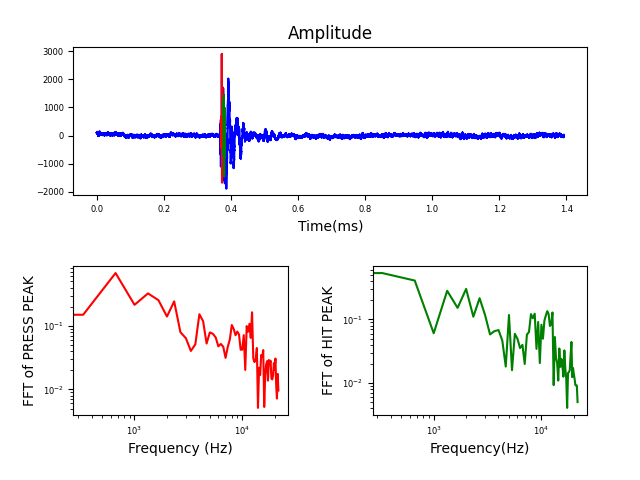 Amplitude
3000
2000
1000
0
−1000
−2000
0.0 0.2 0.4 0.6 0.8 1.0 1.2 1.4
Time(ms)
FFT of PRESS PEAK
10⁻¹
10⁻²
10³ 10⁴
Frequency (Hz)
FFT of HIT PEAK
10⁻¹
10⁻²
10³ 10⁴
Frequency(Hz)